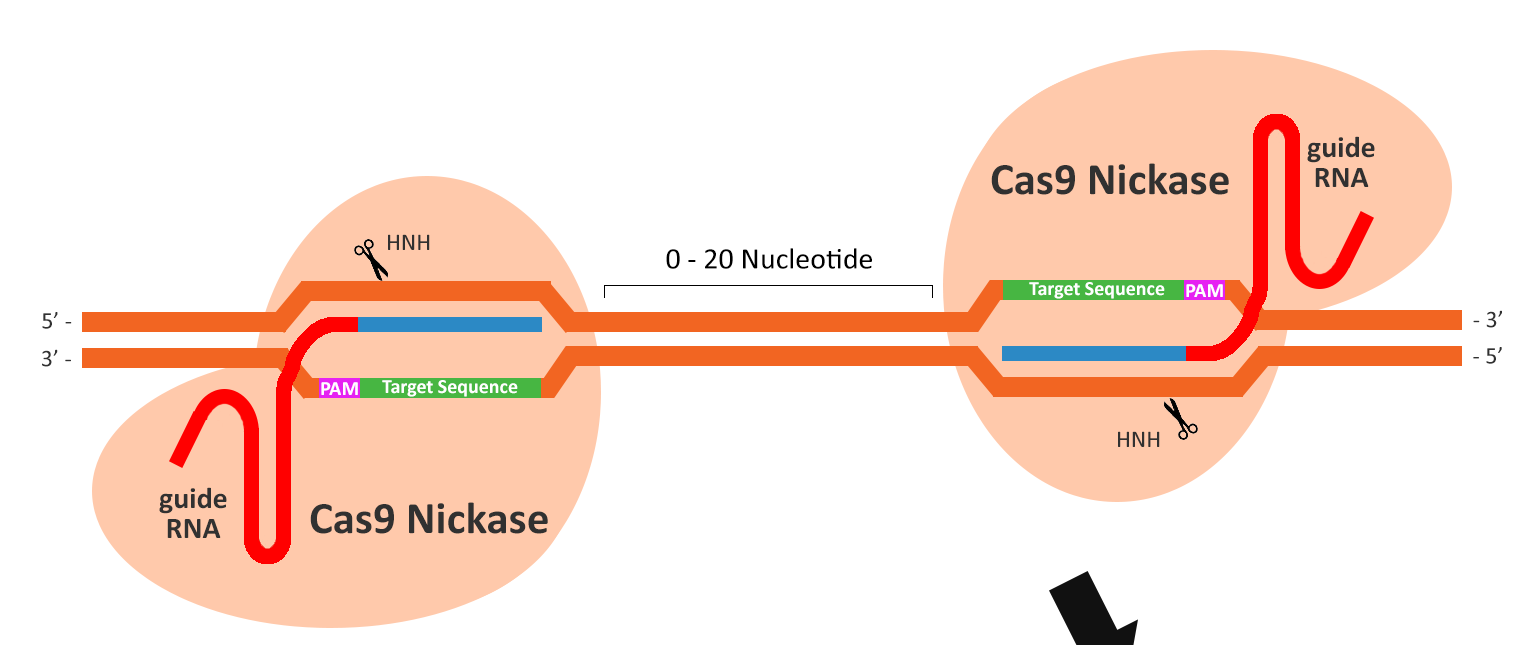 guide
RNA
Cas9 Nickase
HNH
0 - 20 Nucleotide
Target Sequence PAM
5’ -
- 3’
3’ -
- 5’
PAM Target Sequence
HNH
guide
RNA
Cas9 Nickase